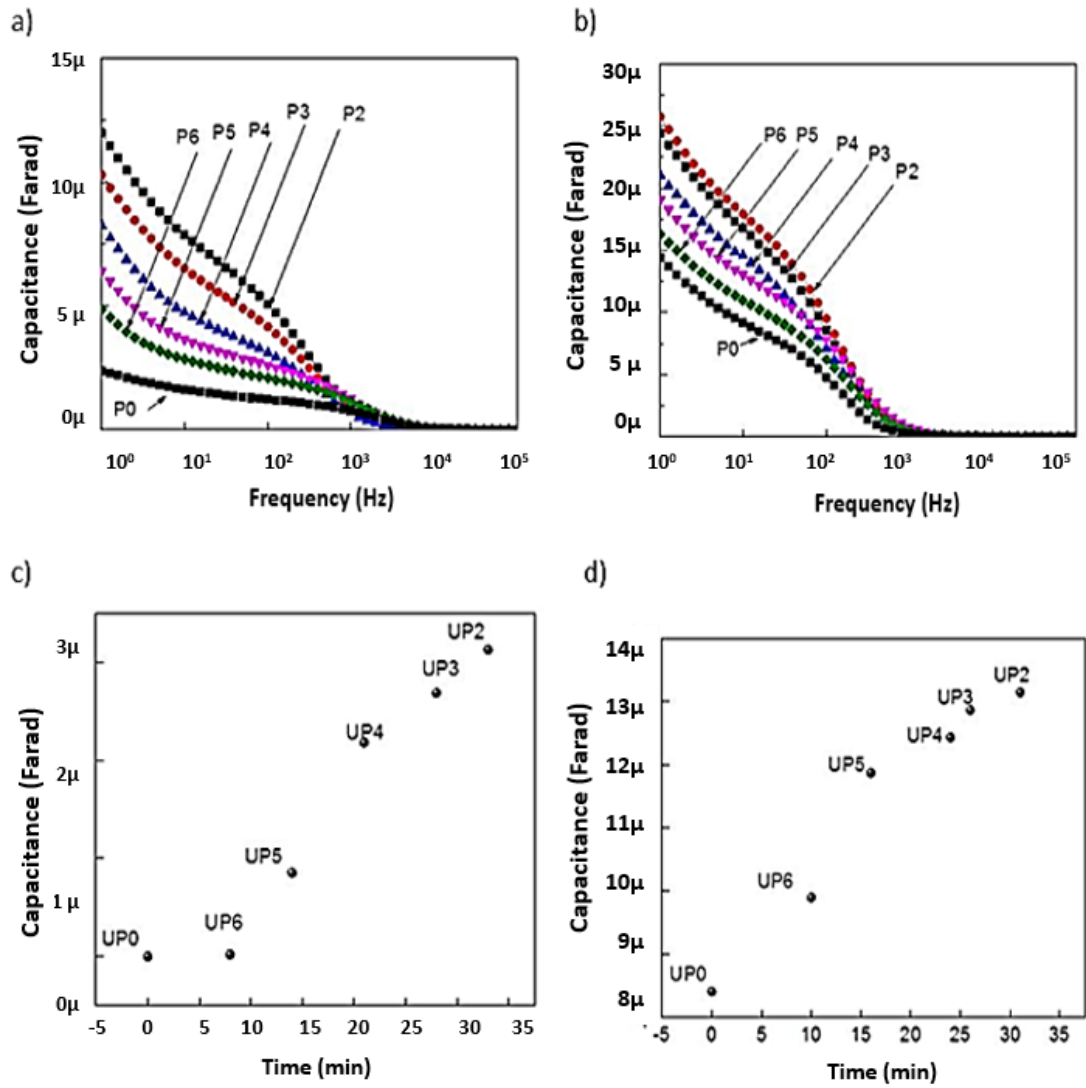 a)
15μ
10μ
5 μ
0μ
Capacitance (Farad)
P6
P5
P4
P3
P2
P0
10⁰
10¹
10²
10³
10⁴
10⁵
Frequency (Hz)
b)
30μ
25μ
20μ
15μ
10μ
5 μ
0μ
Capacitance (Farad)
P6
P5
P4
P3
P2
P0
10⁰
10¹
10²
10³
10⁴
10⁵
Frequency (Hz)
c)
3μ
2μ
1 μ
0μ
Capacitance (Farad)
UP2
UP3
UP4
UP5
UP6
UP0
-5 0 5 10 15 20 25 30 35
Time (min)
d)
14μ
13μ
12μ
11μ
10μ
9μ
8μ
Capacitance (Farad)
UP2
UP3
UP4
UP5
UP6
UP0
-5 0 5 10 15 20 25 30 35
Time (min)